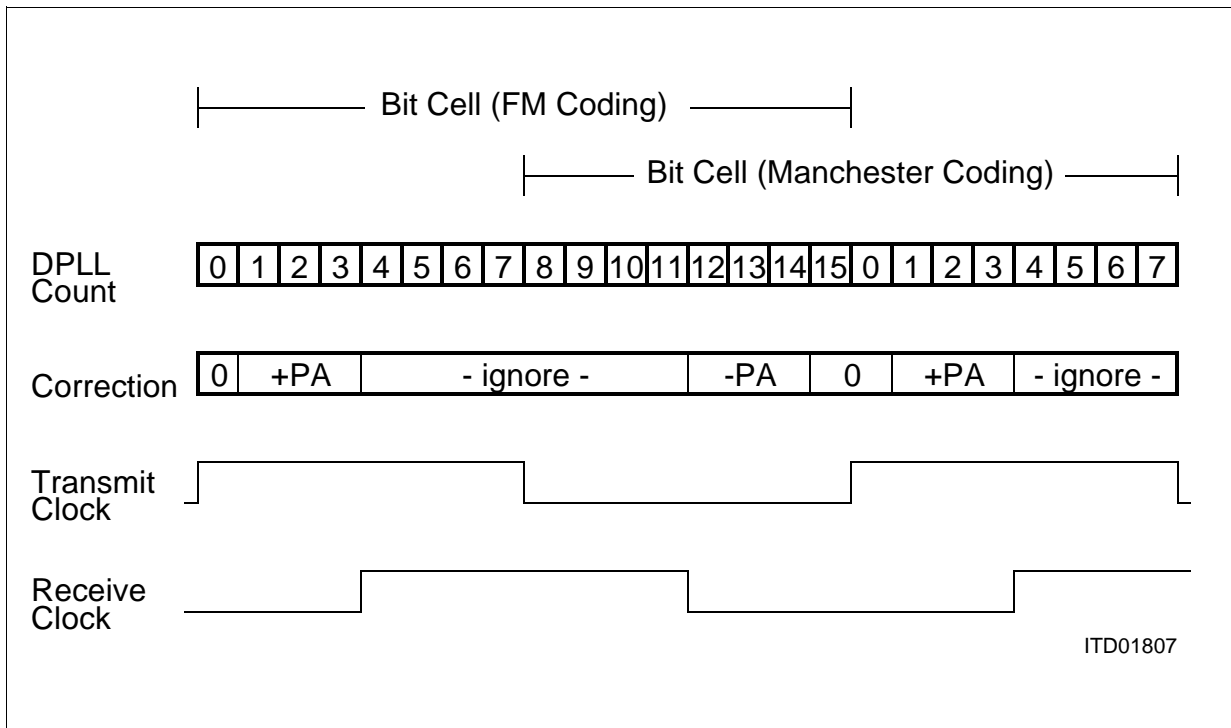 Bit Cell (FM Coding)
Bit Cell (Manchester Coding)
DPLL
Count
0 1 2 3 4 5 6 7 8 9 10 11 12 13 14 15 0 1 2 3 4 5 6 7
Correction
0 +PA - ignore - -PA 0 +PA - ignore -
Transmit
Clock
Receive
Clock
ITD01807